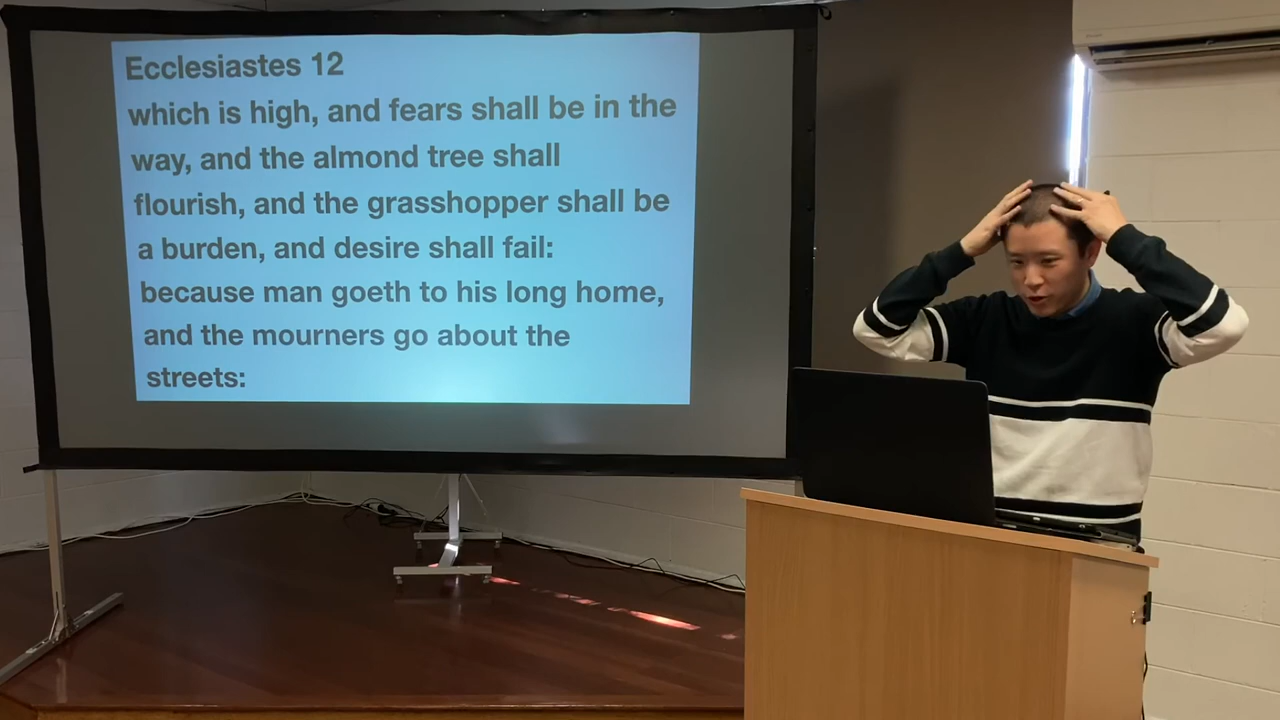 Ecclesiastes 12
which is high, and fears shall be in the
way, and the almond tree shall
flourish, and the grasshopper shall be
a burden, and desire shall fail:
because man goeth to his long home,
and the mourners go about the
streets: